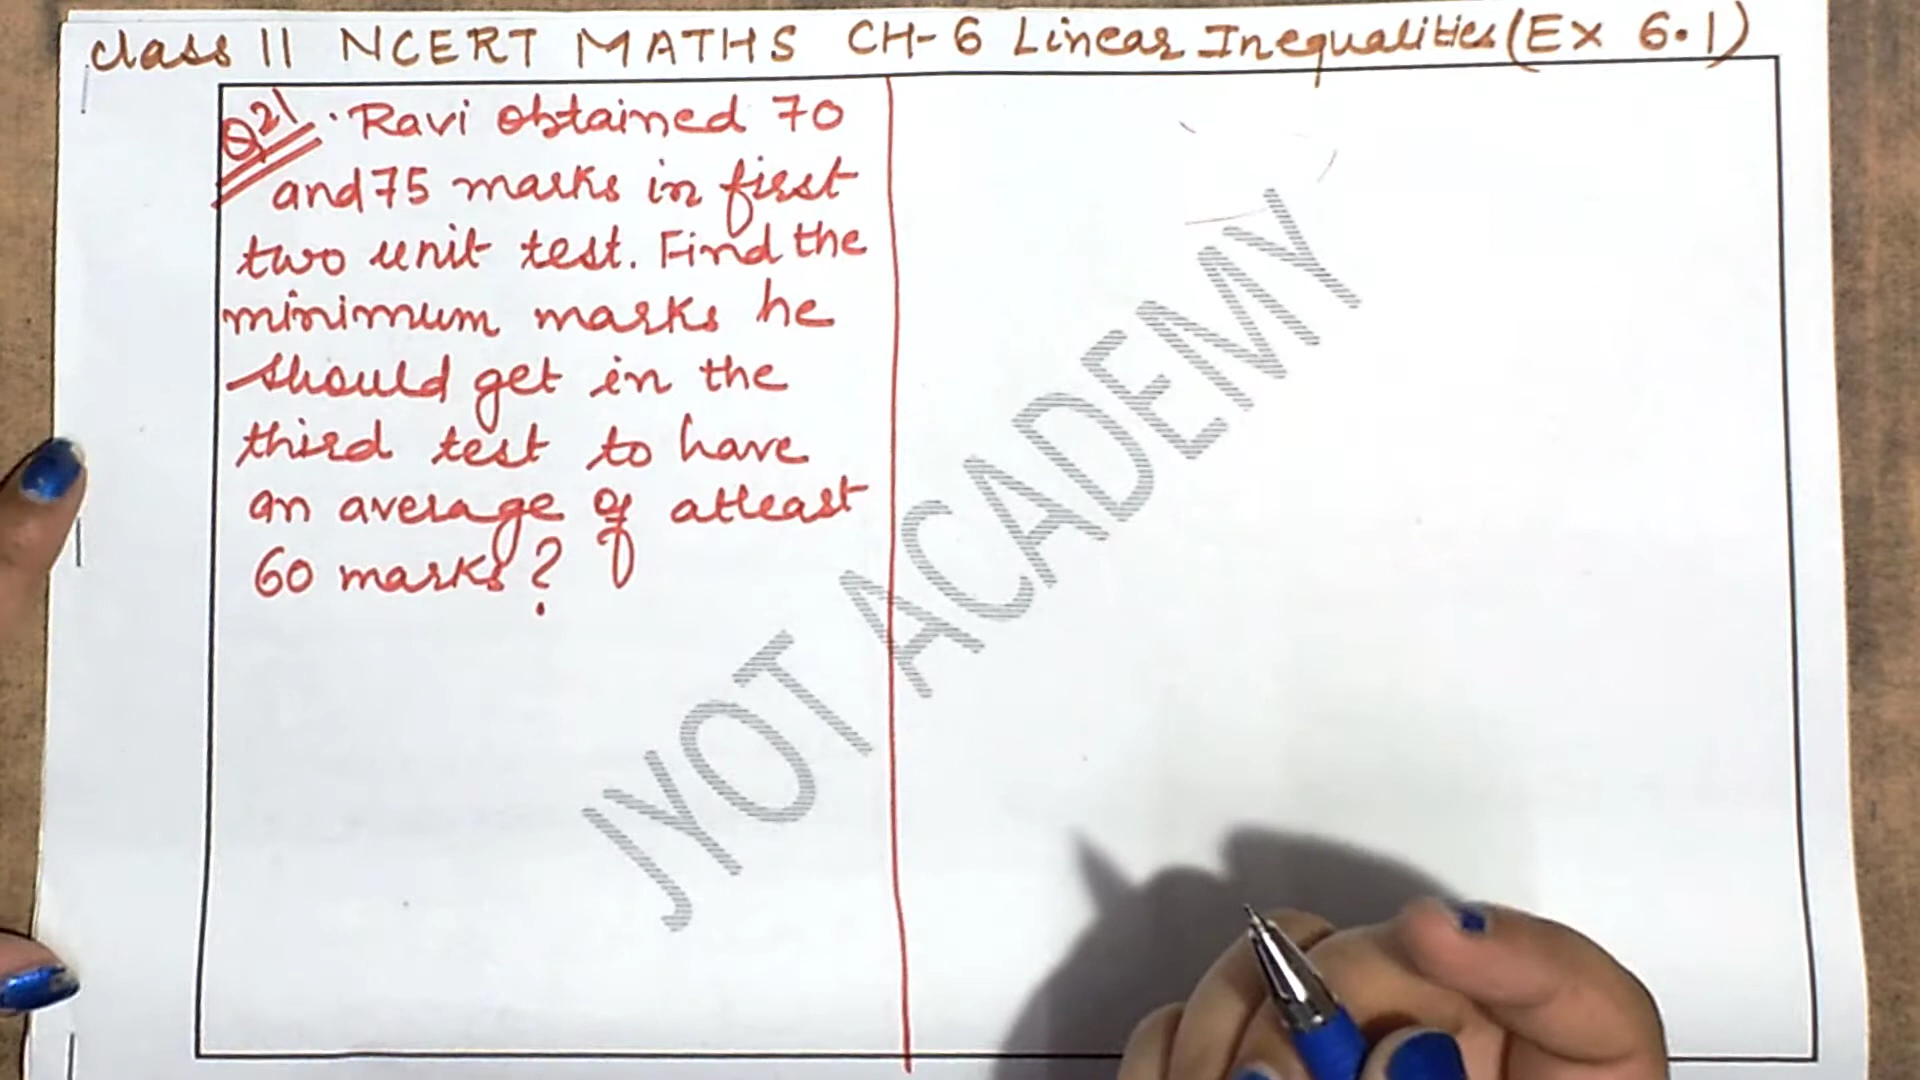 Class 11 NCERT MATHS CH-6 Linear Inequalities (Ex 6.1)
Q21. Ravi obtained 70
and 75 marks in first
two unit test. Find the
minimum marks he
should get in the
third test to have
an average of atleast
60 marks?
JYOT ACADEMY